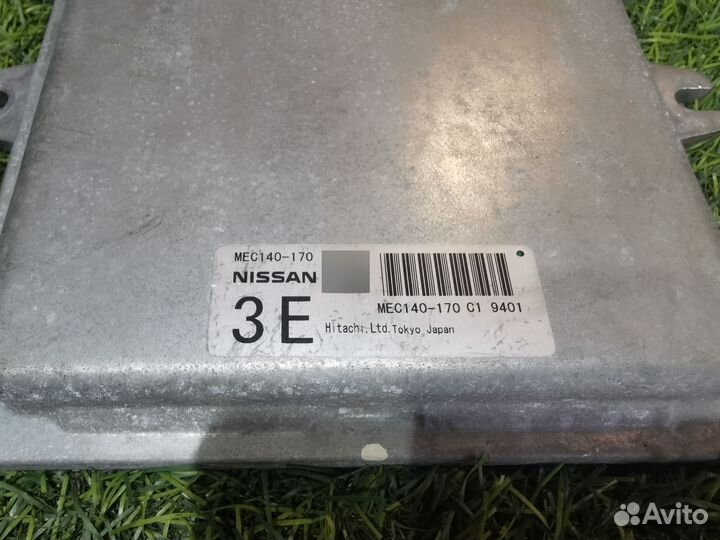 MEC140-170
NISSAN
MEC140-170 C1 9401
3E
Hitachi,Ltd.Tokyo Japan
Avito